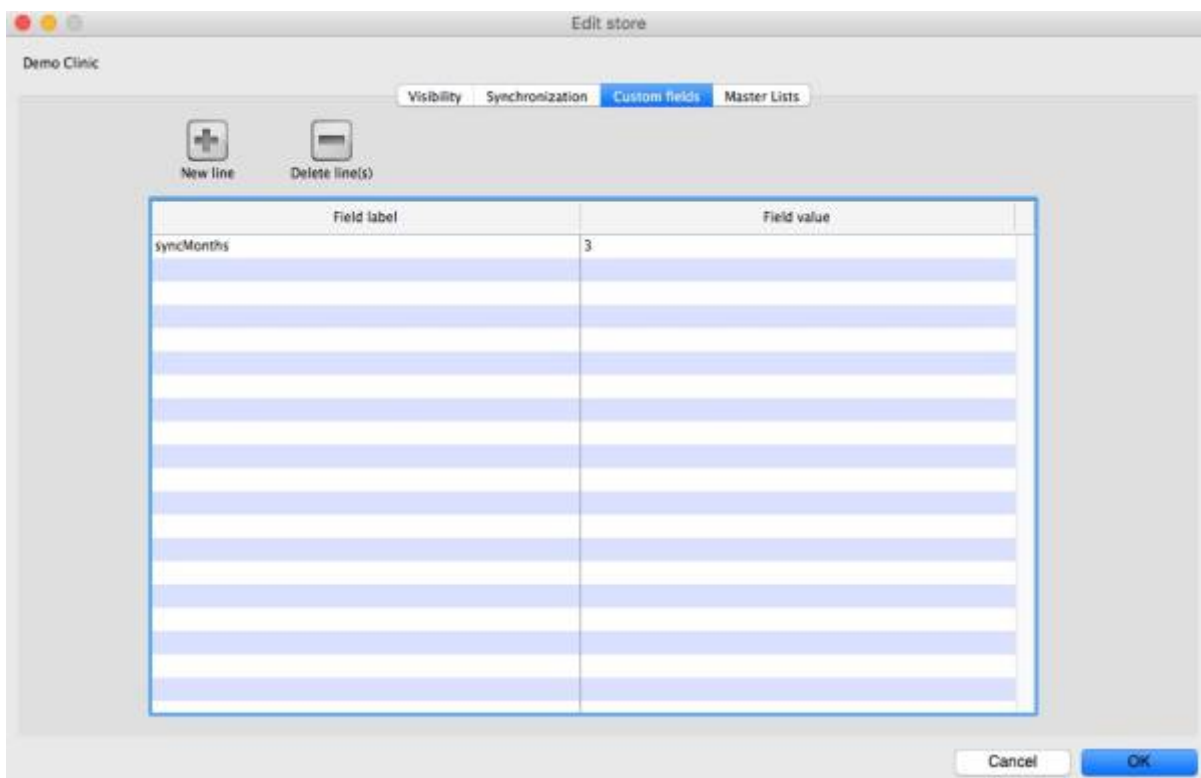 Edit store
Demo Clinic
Visibility Synchronization Custom fields Master Lists
New line Delete line(s)
Field label Field value
syncMonths 3
Cancel OK